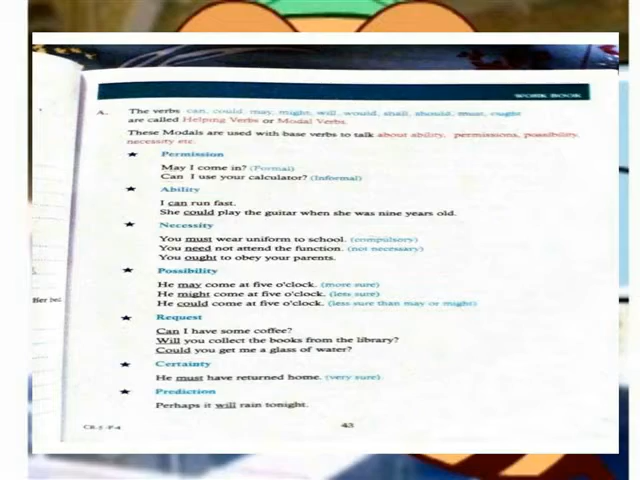 WORK BOOK
A. The verbs can, could may, might, will, would, shall, should, must, ought
are called Helping Verbs or Modal Verbs.
These Modals are used with base verbs to talk about ability, permissions, possibility,
necessity etc.
★ Permission
May I come in? (Formal)
Can I use your calculator? (Informal)
★ Ability
I can run fast.
She could play the guitar when she was nine years old.
★ Necessity
You must wear uniform to school. (compulsory)
You need not attend the function. (not necessary)
You ought to obey your parents.
★ Possibility
He may come at five o'clock. (more sure)
He might come at five o'clock. (less sure)
He could come at five o'clock. (less sure than may or might)
★ Request
Can I have some coffee?
Will you collect the books from the library?
Could you get me a glass of water?
★ Certainty
He must have returned home. (very sure)
★ Prediction
Perhaps it will rain tonight.
43